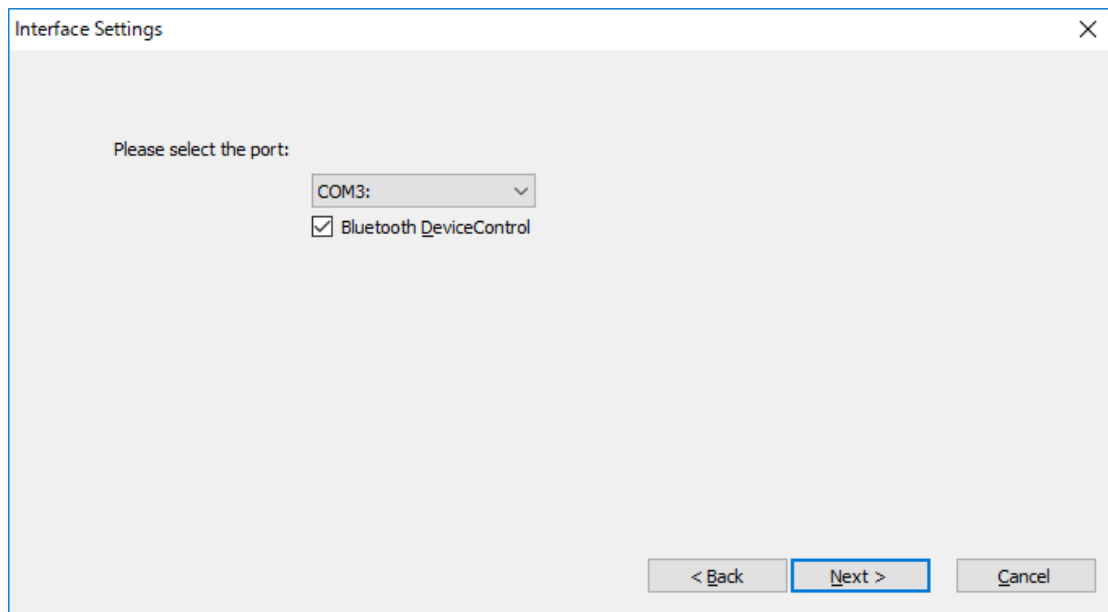 Interface Settings
Please select the port:
COM3:
Bluetooth DeviceControl
< Back Next > Cancel